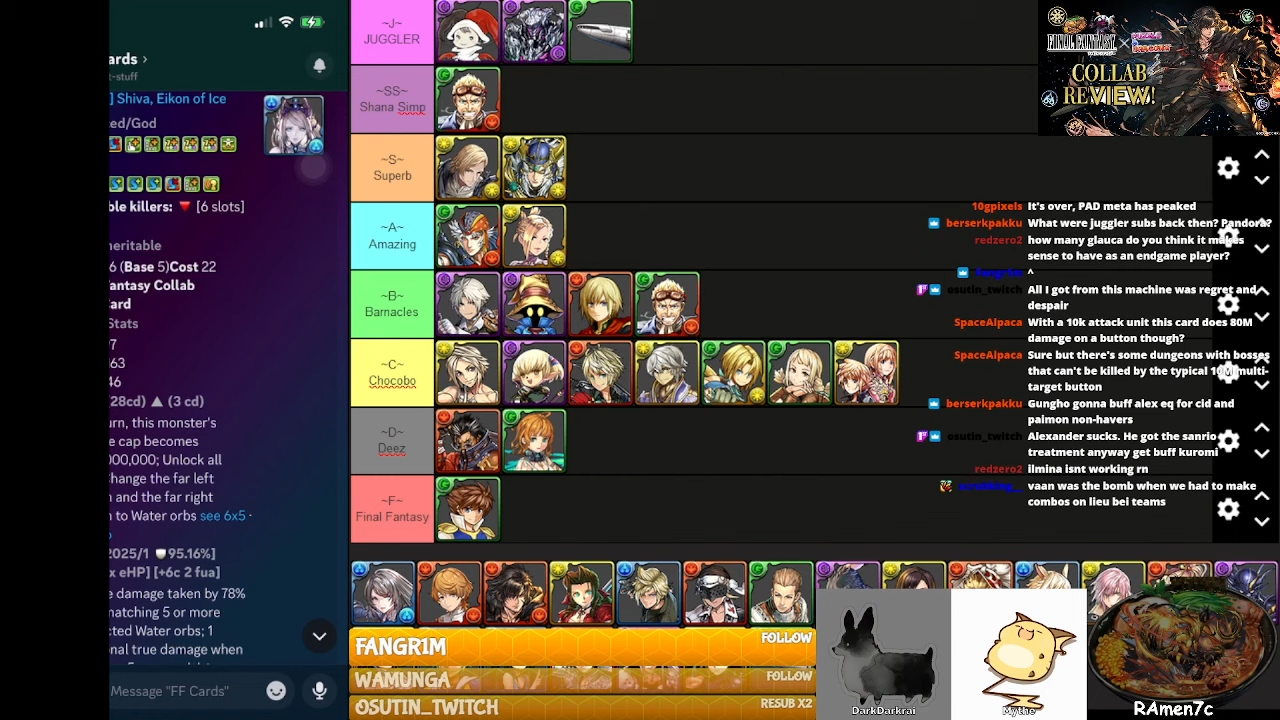 ards ›
t-stuff
] Shiva, Eikon of Ice
ed/God
ble killers: [6 slots]
heritable
6 (Base 5)Cost 22
antasy Collab
ard
Stats
7
63
46
(28cd) ▲ (3 cd)
urn, this monster's
e cap becomes
000,000; Unlock all
Change the far left
n and the far right
n to Water orbs see 6x5 ·
2025/1 95.16%]
x eHP] [+6c 2 fua]
e damage taken by 78%
matching 5 or more
cted Water orbs; 1
onal true damage when
Message "FF Cards"
~J~
JUGGLER
~SS~
Shana Simp
~S~
Superb
~A~
Amazing
~B~
Barnacles
~C~
Chocobo
~D~
Deez
~F~
Final Fantasy
FINAL FANTASY
COLLAB
REVIEW!
10gpixels It's over, PAD meta has peaked
berserkpakku What were juggler subs back then? Pandora?
redzero2 how many glauca do you think it makes
sense to have as an endgame player?
^
osutin_twitch All I got from this machine was regret and
despair
SpaceAlpaca With a 10k attack unit this card does 80M
damage on a button though?
SpaceAlpaca Sure but there's some dungeons with bosses
that can't be killed by the typical 10M multi-
target button
berserkpakku Gungho gonna buff alex eq for cid and
paimon non-havers
osutin_twitch Alexander sucks. He got the sanrio
treatment anyway get buff kuromi
redzero2 ilmina isnt working rn
vaan was the bomb when we had to make
combos on lieu bei teams
FANGR1M FOLLOW
WAMUNGA FOLLOW
OSUTIN_TWITCH RESUB X2
DarkDarkrai
Mythe
RAmen7c